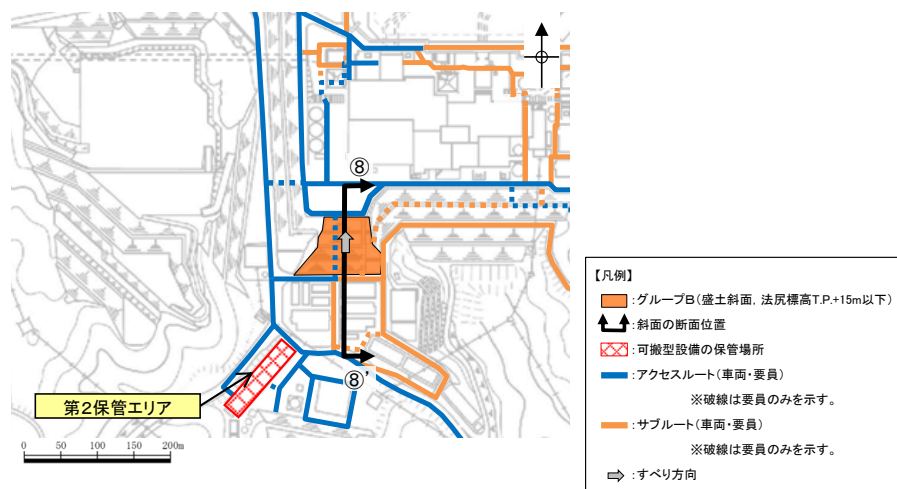 ⑧
⑧’
第2保管エリア
0 50 100 150 200m
【凡例】
:グループB(盛土斜面, 法尻標高T.P.+15m以下)
:斜面の断面位置
:可搬型設備の保管場所
:アクセスルート(車両・要員)
※破線は要員のみを示す。
:サブルート(車両・要員)
※破線は要員のみを示す。
:すべり方向